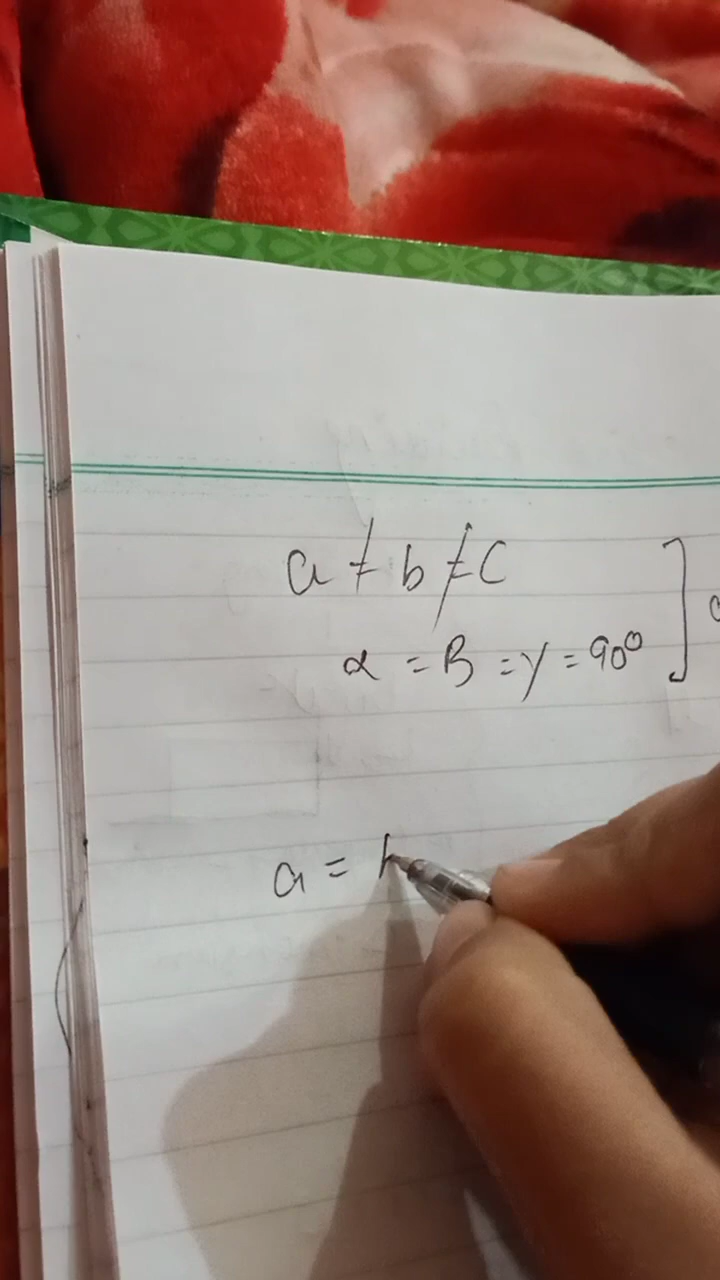 a ≠ b ≠ C ]
α = B = γ = 90°
a =